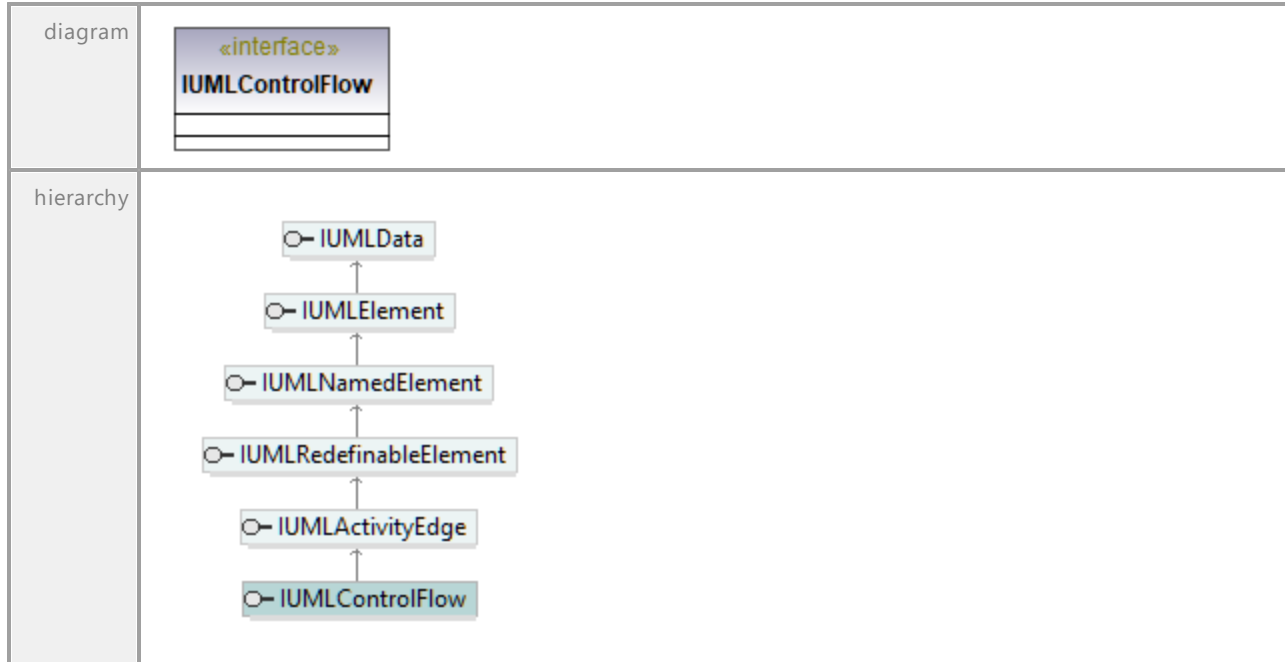 diagram
«interface»
IUMLControlFlow
hierarchy
IUMLData
IUMLElement
IUMLNamedElement
IUMLRedefinableElement
IUMLActivityEdge
IUMLControlFlow